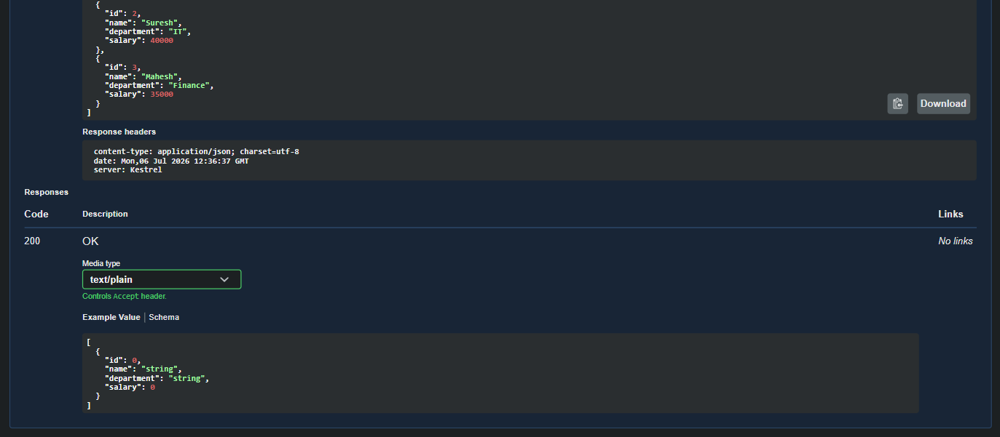 {
"id": 2,
"name": "Suresh",
"department": "IT",
"salary": 40000
},
{
"id": 3,
"name": "Mahesh",
"department": "Finance",
"salary": 35000
}
]
Download
Response headers
content-type: application/json; charset=utf-8
date: Mon,06 Jul 2026 12:36:37 GMT
server: Kestrel
Responses
Code Description Links
200 OK No links
Media type
text/plain
Controls Accept header.
Example Value | Schema
[
{
"id": 0,
"name": "string",
"department": "string",
"salary": 0
}
]